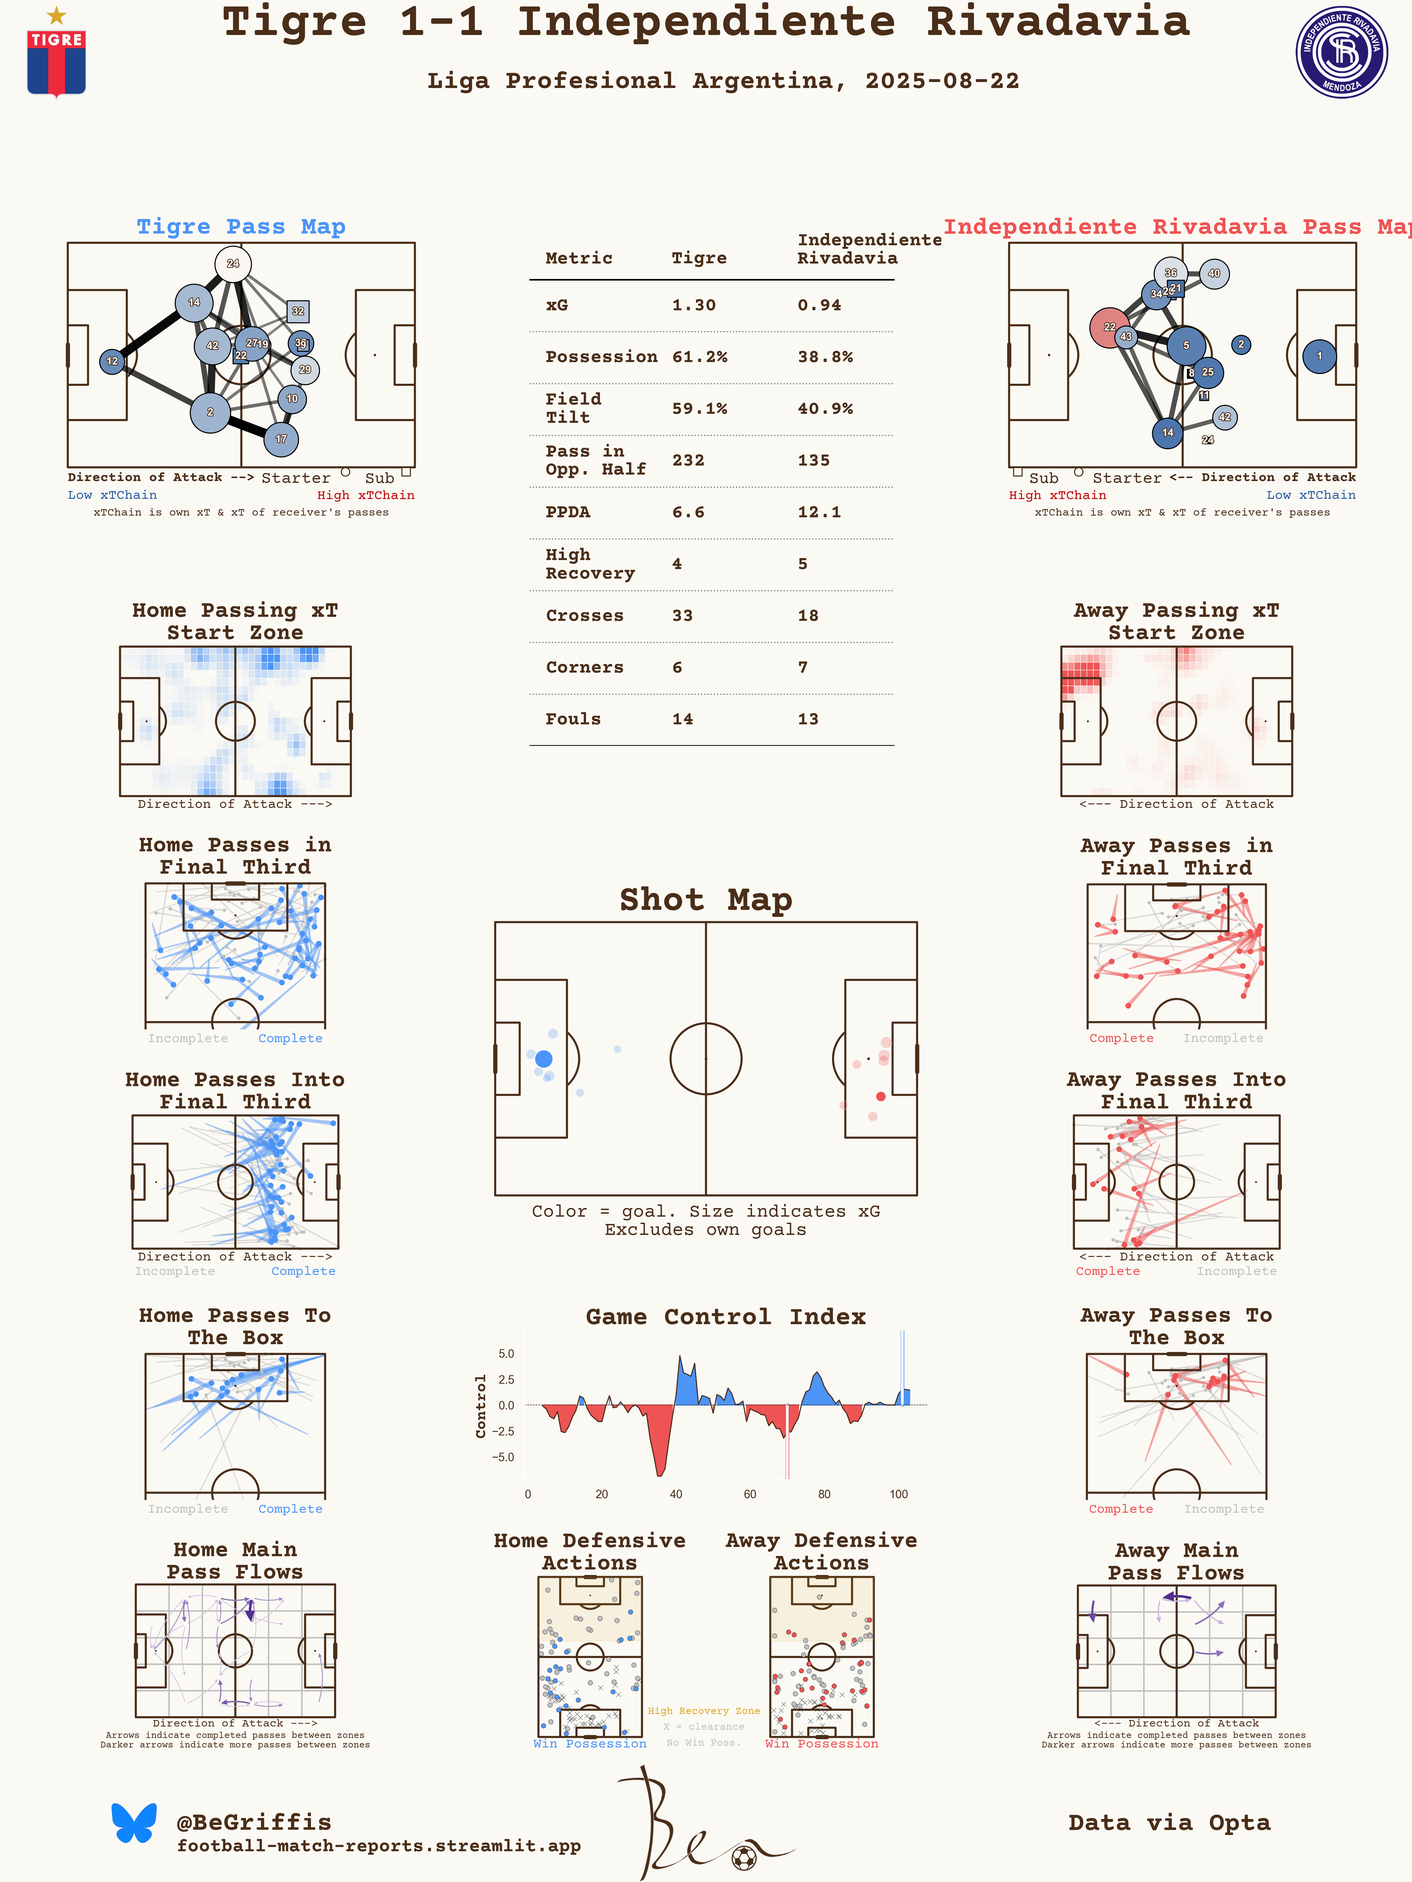 Tigre 1-1 Independiente Rivadavia
Liga Profesional Argentina, 2025-08-22
TIGRE
INDEPENDIENTE RIVADAVIA
MENDOZA
Tigre Pass Map
24
14
32
42
27
19
22
39
9
12
29
10
2
17
Direction of Attack --> Starter Sub
Low xTChain High xTChain
xTChain is own xT & xT of receiver's passes
Metric Tigre Independiente Rivadavia
xG 1.30 0.94
Possession 61.2% 38.8%
Field Tilt 59.1% 40.9%
Pass in Opp. Half 232 135
PPDA 6.6 12.1
High Recovery 4 5
Crosses 33 18
Corners 6 7
Fouls 14 13
Independiente Rivadavia Pass Map
36
40
34
21
22
43
5
2
1
8
25
11
42
14
24
Sub Starter <-- Direction of Attack
High xTChain Low xTChain
xTChain is own xT & xT of receiver's passes
Home Passing xT
Start Zone
Direction of Attack --->
Away Passing xT
Start Zone
<--- Direction of Attack
Home Passes in
Final Third
Incomplete Complete
Away Passes in
Final Third
Complete Incomplete
Shot Map
Color = goal. Size indicates xG
Excludes own goals
Home Passes Into
Final Third
Direction of Attack --->
Incomplete Complete
Away Passes Into
Final Third
<--- Direction of Attack
Complete Incomplete
Home Passes To
The Box
Incomplete Complete
Game Control Index
Control
5.0
2.5
0.0
−2.5
−5.0
0 20 40 60 80 100
Away Passes To
The Box
Complete Incomplete
Home Main
Pass Flows
Direction of Attack --->
Arrows indicate completed passes between zones
Darker arrows indicate more passes between zones
Home Defensive
Actions
Win Possession
High Recovery Zone
X = clearance
No Win Poss.
Away Defensive
Actions
Win Possession
Away Main
Pass Flows
<--- Direction of Attack
Arrows indicate completed passes between zones
Darker arrows indicate more passes between zones
@BeGriffis
football-match-reports.streamlit.app
Ben
Data via Opta